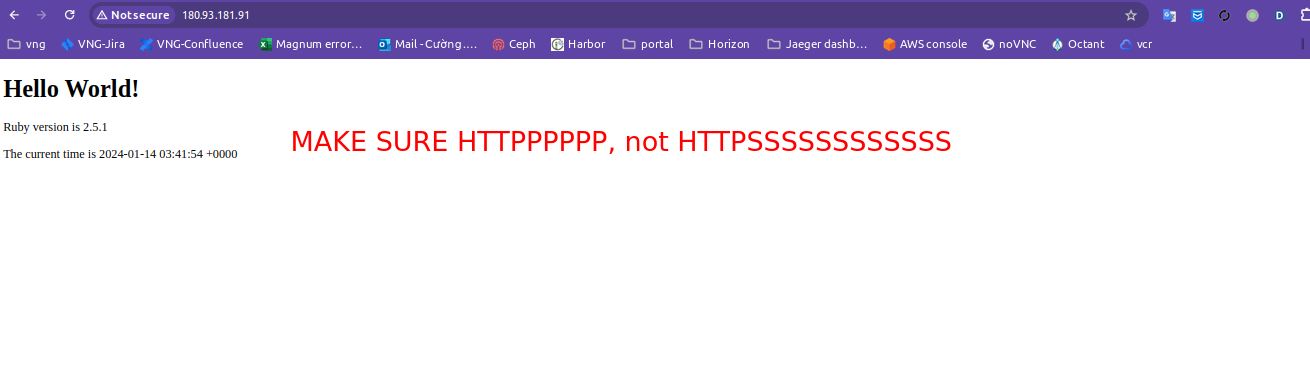 Not secure 180.93.181.91
vng VNG-Jira VNG-Confluence Magnum error... Mail - Cường .... Ceph Harbor portal Horizon Jaeger dashb... AWS console noVNC Octant vcr
Hello World!
Ruby version is 2.5.1
MAKE SURE HTTPPPPPP, not HTTPSSSSSSSSSSSS
The current time is 2024-01-14 03:41:54 +0000